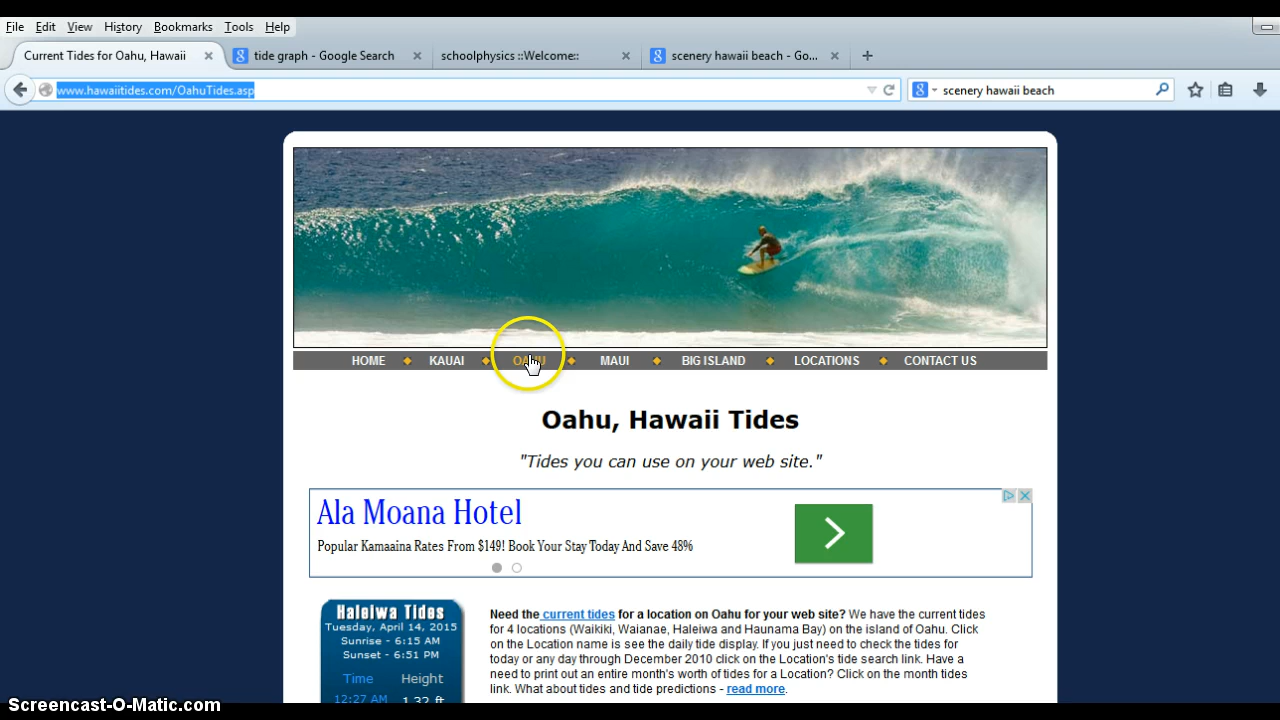 File Edit View History Bookmarks Tools Help
Current Tides for Oahu, Hawaii tide graph - Google Search schoolphysics ::Welcome:: scenery hawaii beach - Go...
www.hawaiitides.com/OahuTides.asp scenery hawaii beach
HOME KAUAI OAHU MAUI BIG ISLAND LOCATIONS CONTACT US
Oahu, Hawaii Tides
"Tides you can use on your web site."
Ala Moana Hotel
Popular Kamaaina Rates From $149! Book Your Stay Today And Save 48%
Haleiwa Tides
Tuesday, April 14, 2015
Sunrise - 6:15 AM
Sunset - 6:51 PM
Time Height
12:27 AM 1.32 ft
Need the current tides for a location on Oahu for your web site? We have the current tides
for 4 locations (Waikiki, Waianae, Haleiwa and Haunama Bay) on the island of Oahu. Click
on the Location name is see the daily tide display. If you just need to check the tides for
today or any day through December 2010 click on the Location's tide search link. Have a
need to print out an entire month's worth of tides for a Location? Click on the month tides
link. What about tides and tide predictions - read more.
Screencast-O-Matic.com